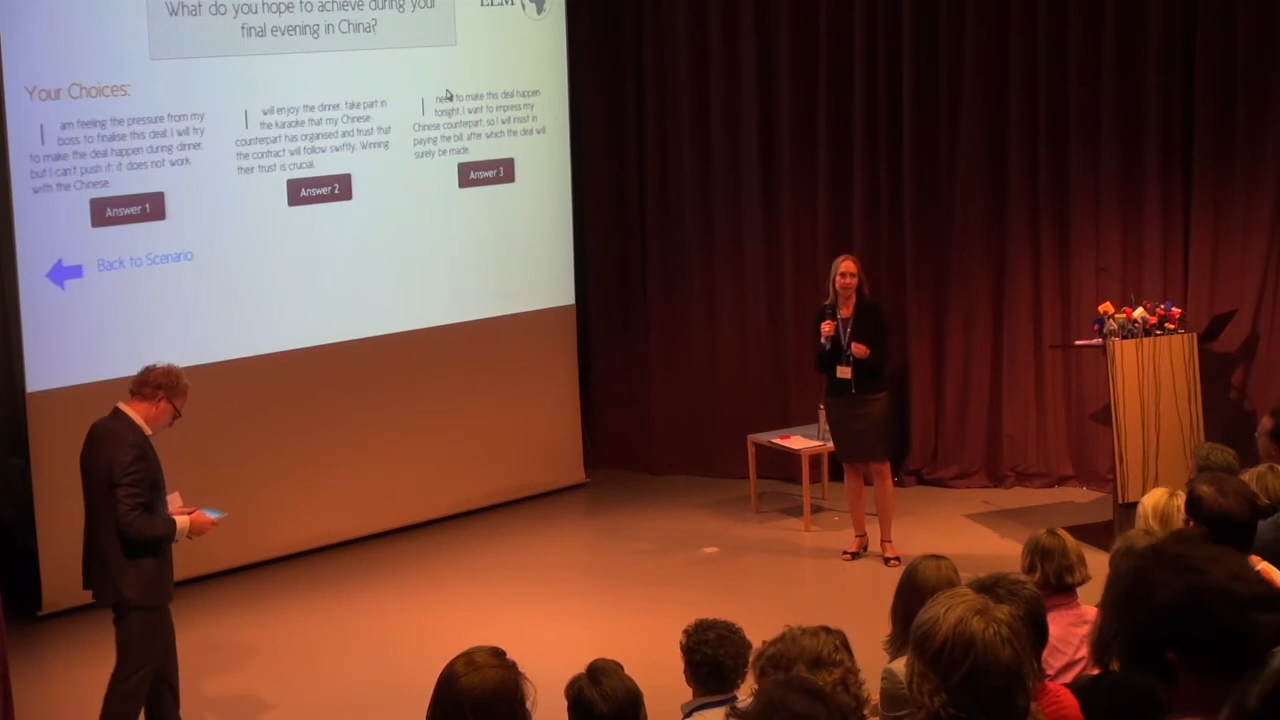 What do you hope to achieve during your
final evening in China?
ELM
Your Choices:
I am feeling the pressure from my
boss to finalise this deal: I will try
to make the deal happen during dinner,
but I can't push it; it does not work
with the Chinese.
Answer 1
I will enjoy the dinner, take part in
the karaoke that my Chinese
counterpart has organised and trust that
the contract will follow swiftly. Winning
their trust is crucial.
Answer 2
I need to make this deal happen
tonight. I want to impress my
Chinese counterpart, so I will insist in
paying the bill, after which the deal will
surely be made.
Answer 3
Back to Scenario